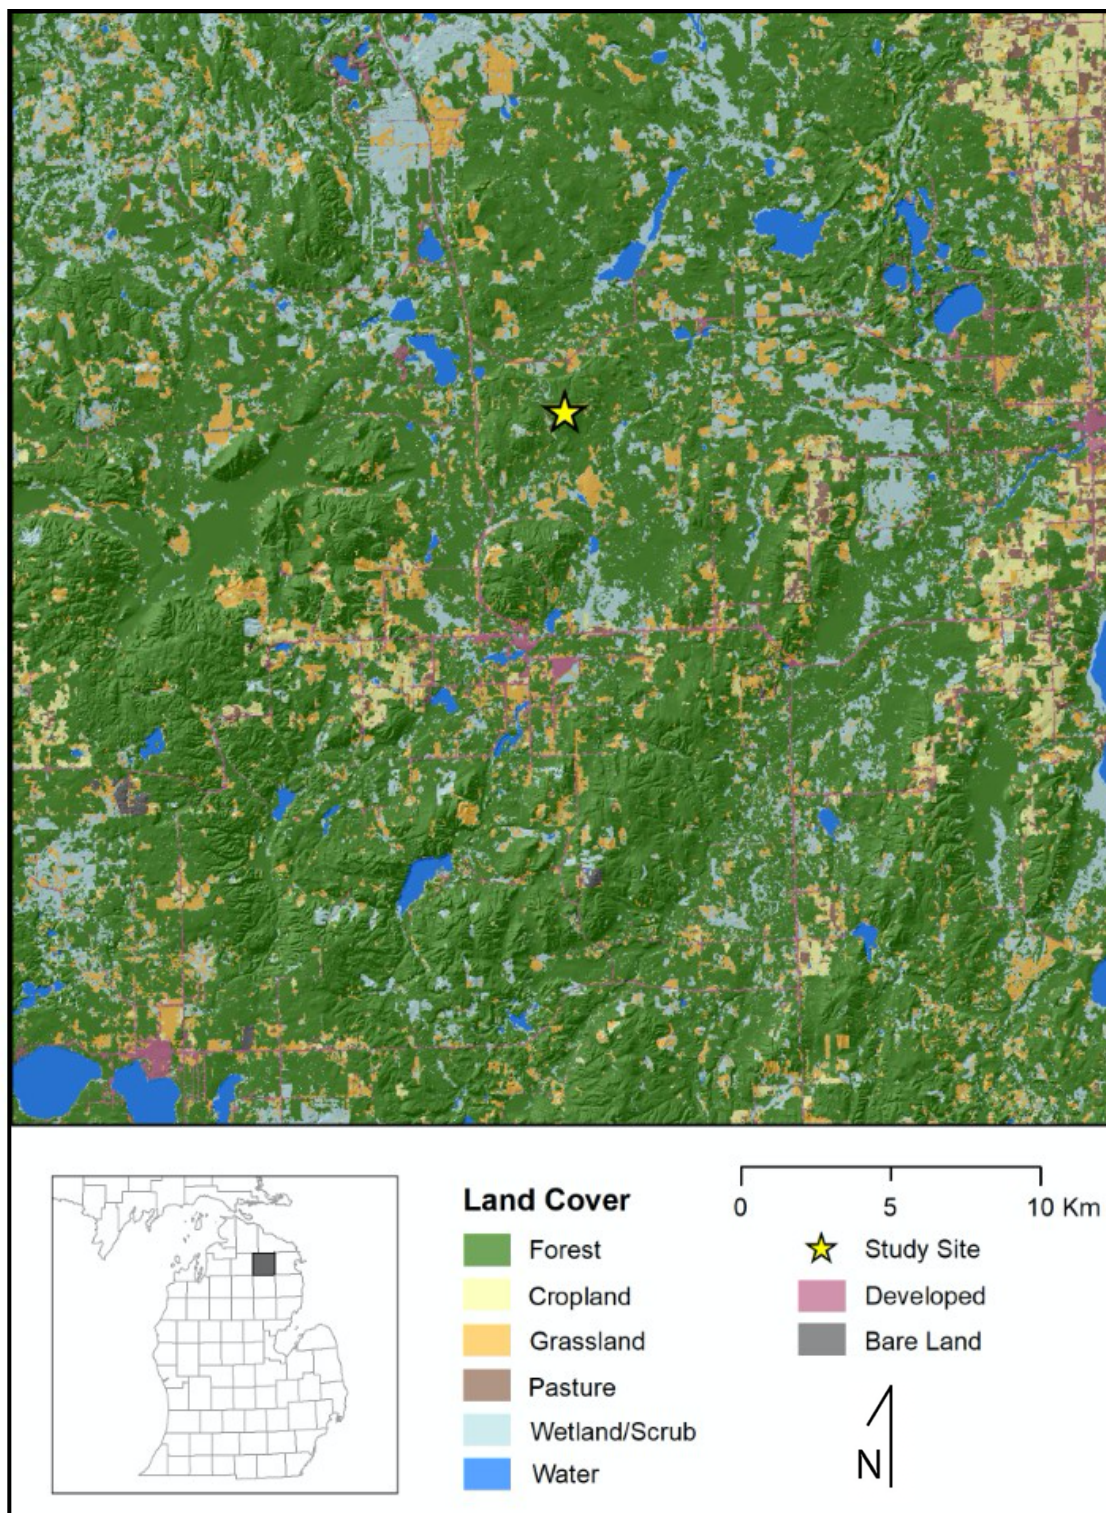 Land Cover
Forest
Cropland
Grassland
Pasture
Wetland/Scrub
Water
0 5 10 Km
Study Site
Developed
Bare Land
N